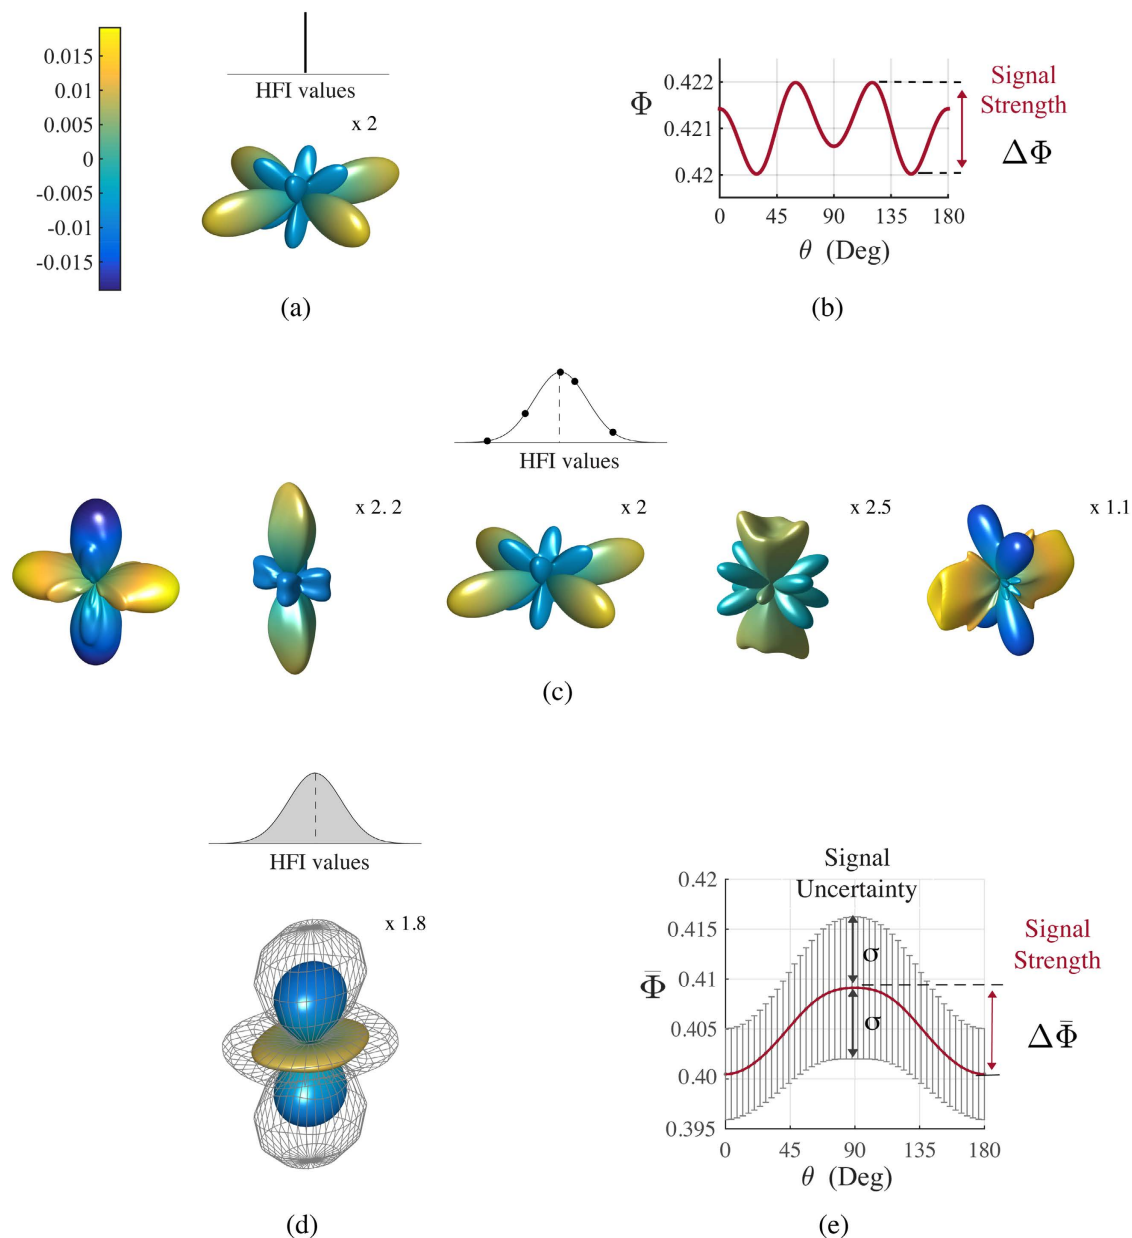 0.015
0.01
0.005
0
-0.005
-0.01
-0.015
HFI values
x 2
(a)
Φ
0.422
0.421
0.42
0 45 90 135 180
θ (Deg)
Signal
Strength
ΔΦ
(b)
HFI values
x 2. 2
x 2
x 2.5
x 1.1
(c)
HFI values
x 1.8
(d)
Signal
Uncertainty
Φ̄
0.42
0.415
0.41
0.405
0.40
0.395
σ
σ
0 45 90 135 180
θ (Deg)
Signal
Strength
ΔΦ̄
(e)